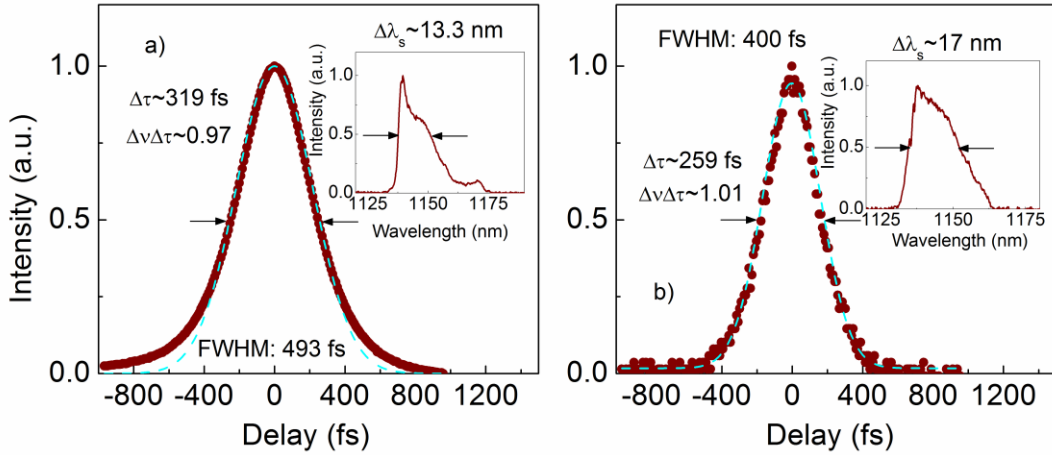 a)
Δλs~13.3 nm
Δτ~319 fs
ΔνΔτ~0.97
FWHM: 493 fs
Intensity (a.u.)
1.0
0.5
0.0
-800 -400 0 400 800 1200
Delay (fs)
Intensity (a.u.)
1.0
0.5
0.0
1120 1150 1175
Wavelength (nm)
FWHM: 400 fs
Δλs~17 nm
Δτ~259 fs
ΔνΔτ~1.01
b)
1.0
0.5
0.0
-800 -400 0 400 800 1200
Delay (fs)
Intensity (a.u.)
1.0
0.5
0.0
1120 1150 1180
Wavelength (nm)